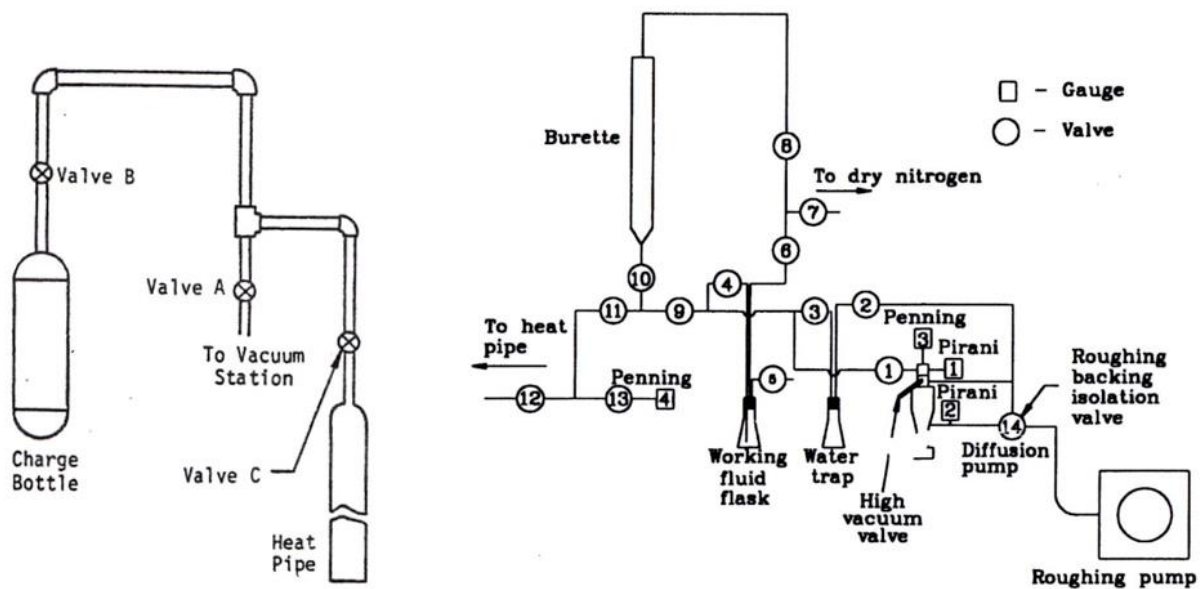 Valve B
Valve A
To Vacuum
Station
Charge
Bottle
Valve C
Heat
Pipe
Burette
□ - Gauge
○ - Valve
8
To dry nitrogen
7
6
10
4
11
9
3
2
To heat
pipe
Penning
3
Pirani
1
1
Roughing
backing
isolation
valve
5
Penning
12
13
4
Pirani
2
14
Working
fluid
flask
Water
trap
Diffusion
pump
High
vacuum
valve
Roughing pump